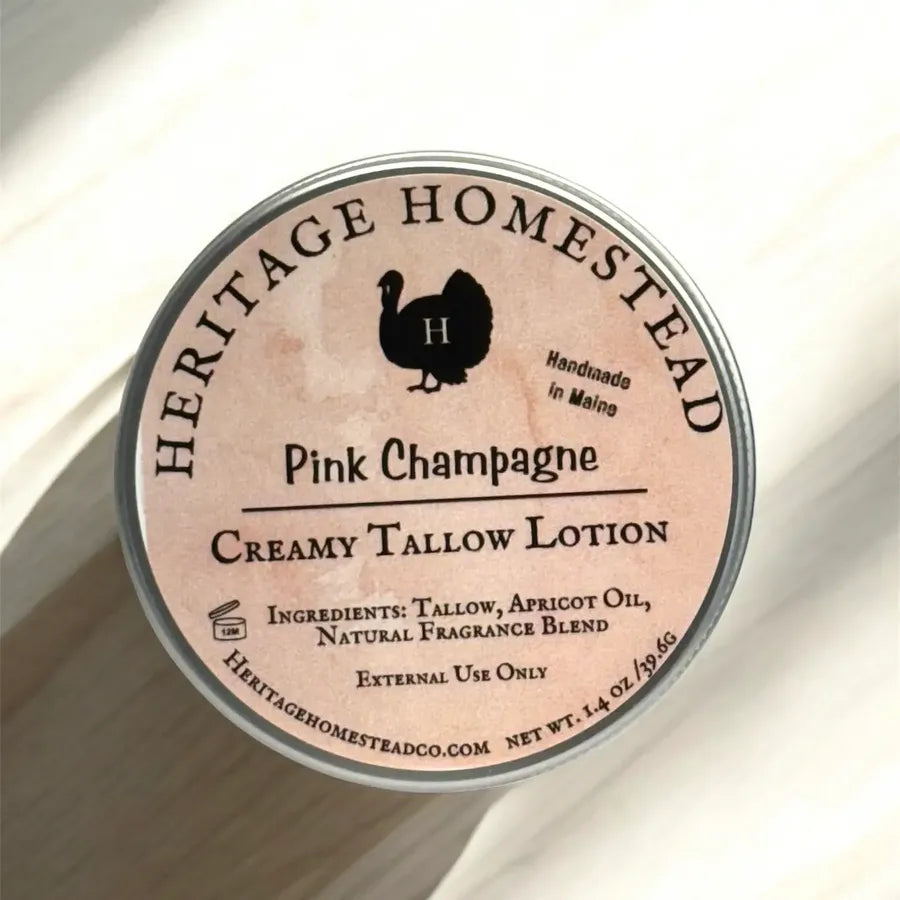 HERITAGE HOMESTEAD
H
Handmade
in Maine
Pink Champagne
CREAMY TALLOW LOTION
INGREDIENTS: TALLOW, APRICOT OIL,
NATURAL FRAGRANCE BLEND
12M
EXTERNAL USE ONLY
HERITAGEHOMESTEADCO.COM
NET WT. 1.4 OZ /39.6G